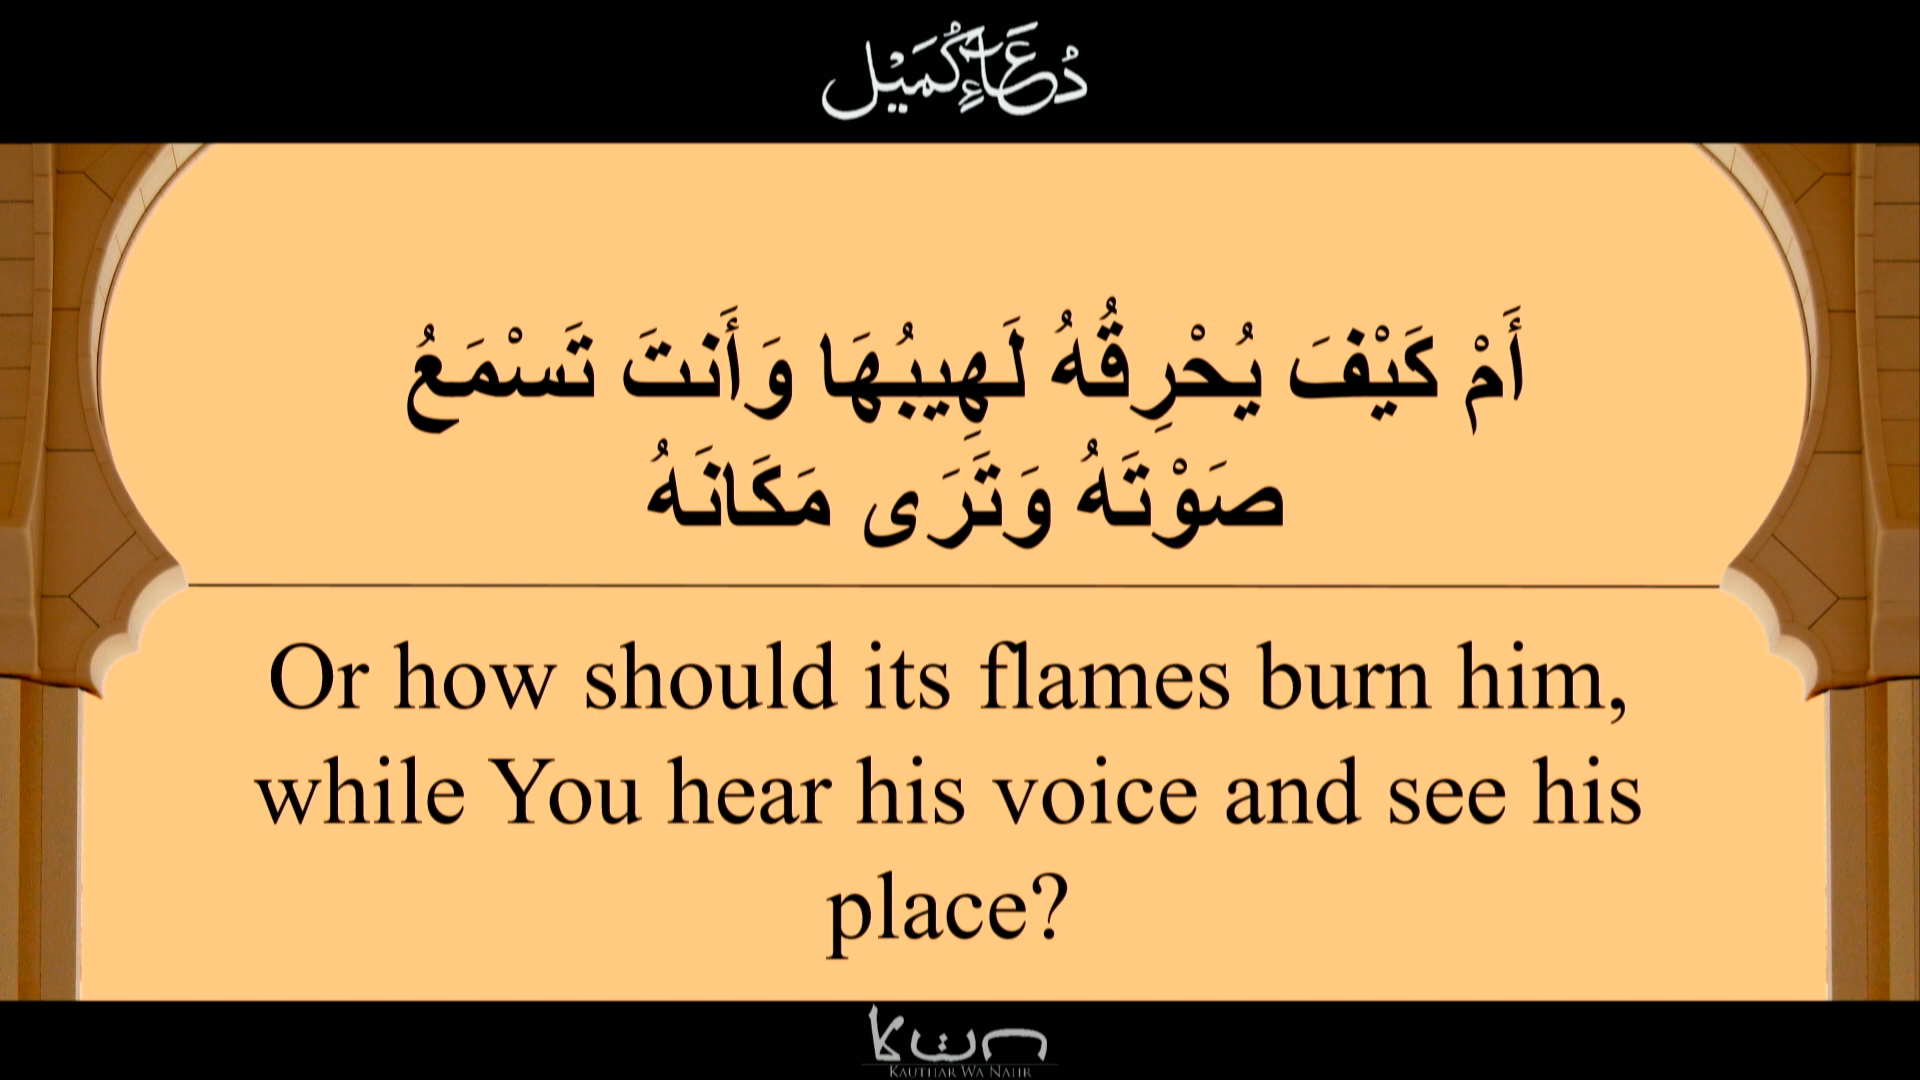 دُعَاءُ كُمَيْل
أَمْ كَيْفَ يُحْرِقُهُ لَهِيبُهَا وَأَنتَ تَسْمَعُ
صَوْتَهُ وَتَرَى مَكَانَهُ
Or how should its flames burn him,
while You hear his voice and see his
place?
kwn
KAUTHAR WA NAHR